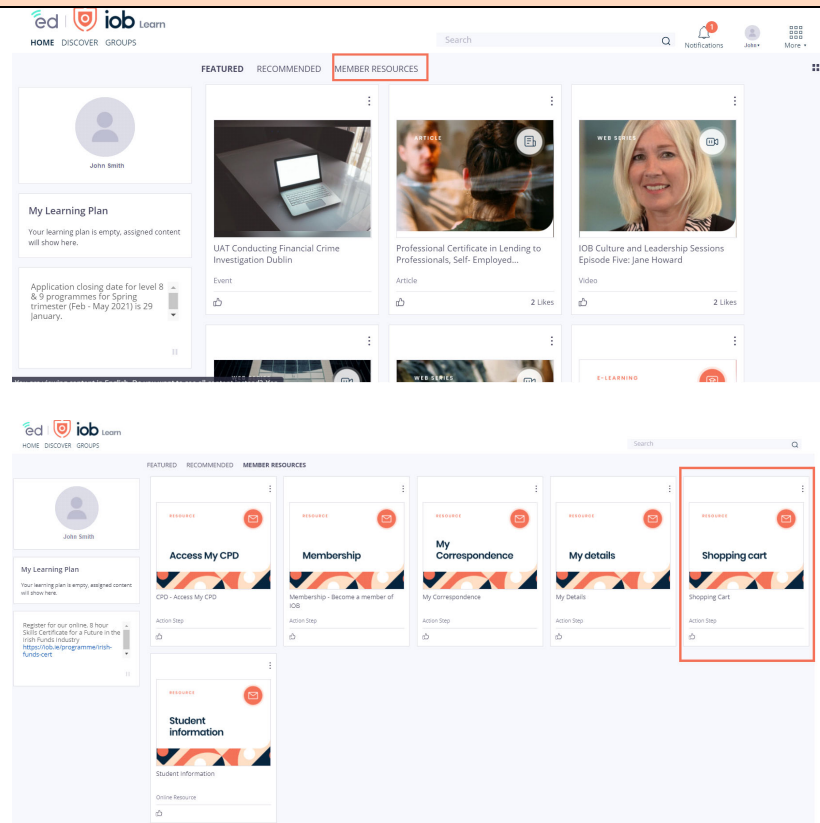 ed iob Learn
HOME DISCOVER GROUPS
Search
1
Notifications
John
More
FEATURED RECOMMENDED MEMBER RESOURCES
John Smith
My Learning Plan
Your learning plan is empty, assigned content
will show here.
Application closing date for level 8
& 9 programmes for Spring
trimester (Feb - May 2021) is 29
January.
UAT Conducting Financial Crime
Investigation Dublin
Event
ARTICLE
Professional Certificate in Lending to
Professionals, Self- Employed...
Article
2 Likes
WEB SERIES
IOB Culture and Leadership Sessions
Episode Five: Jane Howard
Video
2 Likes
WEB SERIES
WEB SERIES
E-LEARNING
ed iob Learn
HOME DISCOVER GROUPS
Search
FEATURED RECOMMENDED MEMBER RESOURCES
John Smith
My Learning Plan
Your learning plan is empty, assigned content
will show here.
Register for our online, 8 hour
Skills Certificate for a Future in the
Irish Funds Industry
https://iob.ie/programme/irish-
funds-cert
RESOURCE
Access My CPD
CPD - Access My CPD
Action Step
RESOURCE
Membership
Membership - Become a member of
IOB
Action Step
RESOURCE
My
Correspondence
My Correspondence
Action Step
RESOURCE
My details
My Details
Action Step
RESOURCE
Shopping cart
Shopping Cart
Action Step
RESOURCE
Student
information
Student information
Online Resource